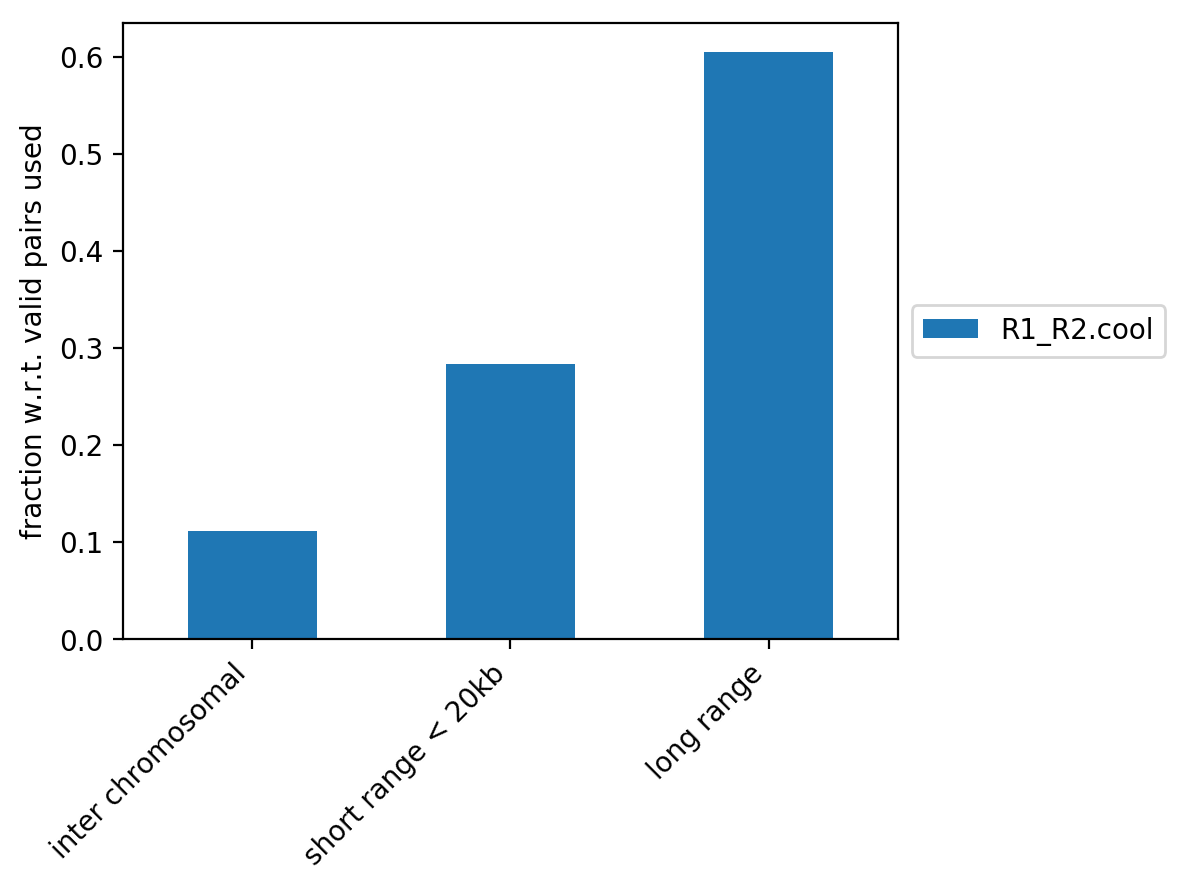 fraction w.r.t. valid pairs used
0.6
0.5
0.4
0.3
0.2
0.1
0.0
inter chromosomal
short range < 20kb
long range
R1_R2.cool